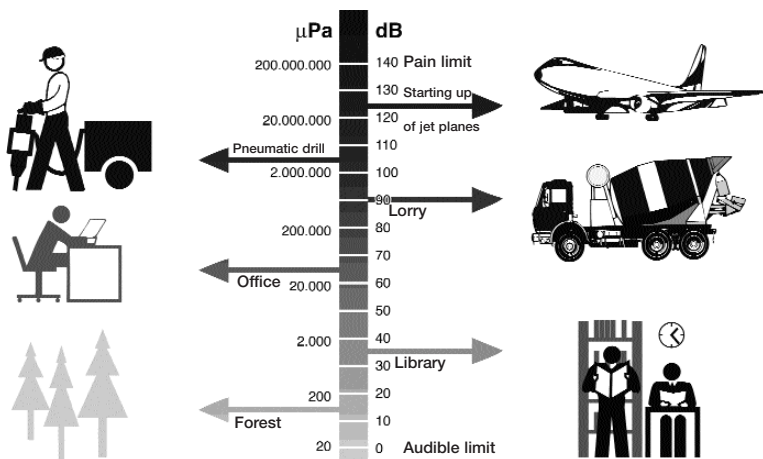 µPa dB
200.000.000 140 Pain limit
130
Starting up
20.000.000 120
of jet planes
110
Pneumatic drill
2.000.000 100
90
Lorry
200.000 80
70
Office
20.000 60
50
2.000 40
Library
30
200 20
Forest 10
20 0 Audible limit